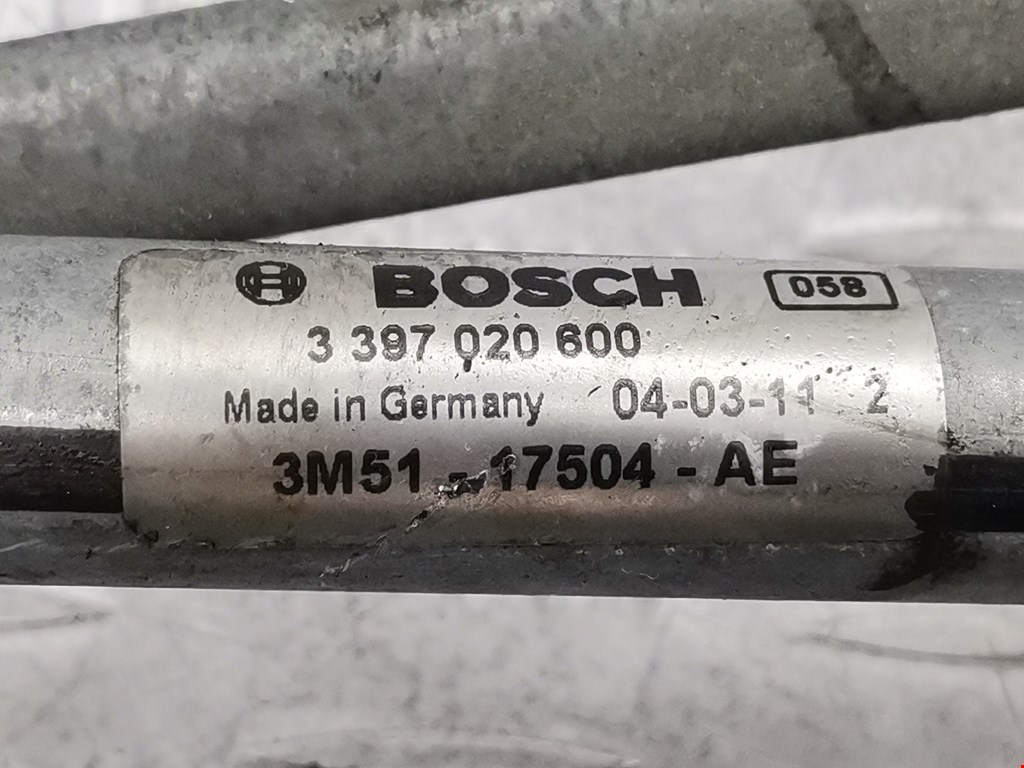 BOSCH 058
3 397 020 600
Made in Germany 04-03-11 2
3M51 - 17504 - AE